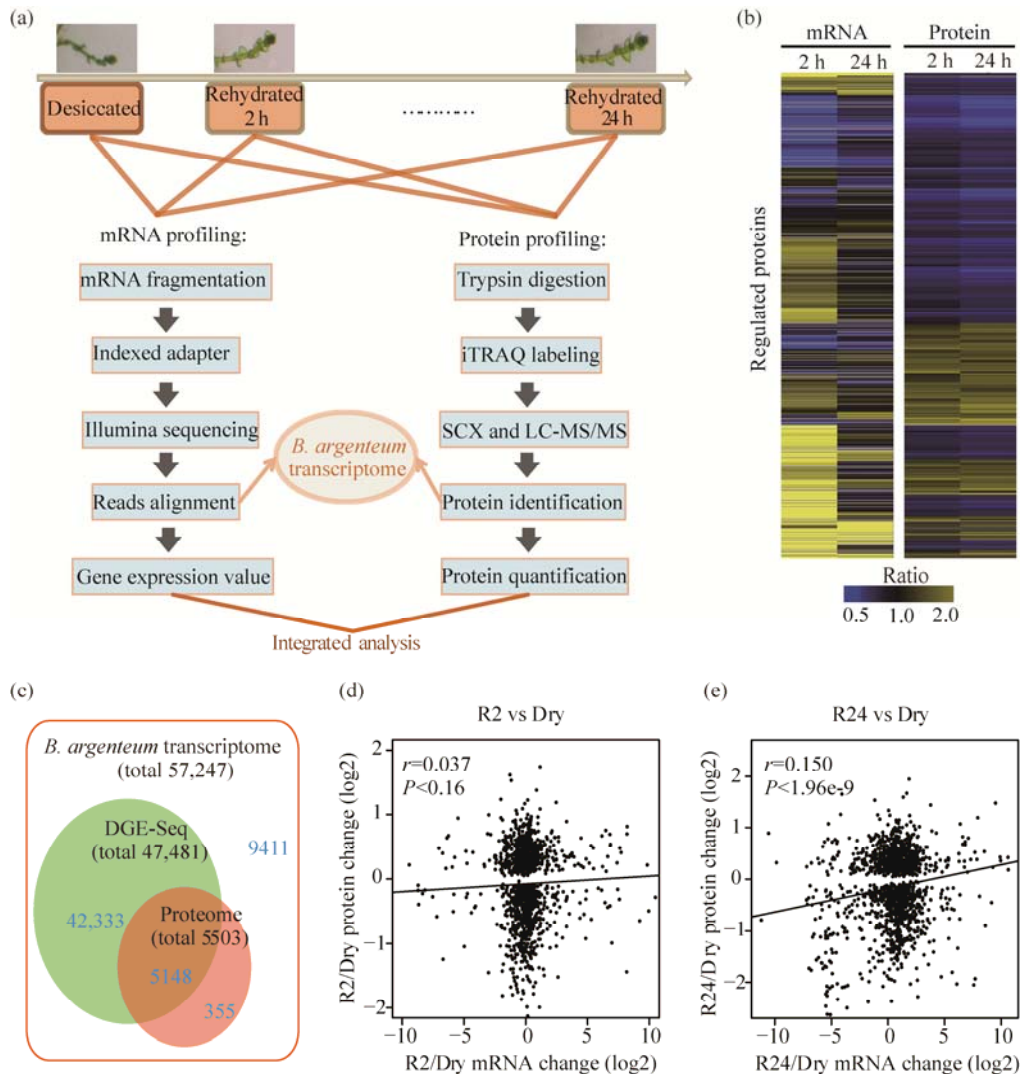 (a)
Desiccated
Rehydrated
2 h
………
Rehydrated
24 h
mRNA profiling:
mRNA fragmentation
Indexed adapter
Illumina sequencing
Reads alignment
Gene expression value
Protein profiling:
Trypsin digestion
iTRAQ labeling
SCX and LC-MS/MS
Protein identification
Protein quantification
B. argenteum
transcriptome
Integrated analysis
(b)
mRNA Protein
2 h 24 h 2 h 24 h
Regulated proteins
Ratio
0.5 1.0 2.0
(c)
B. argenteum transcriptome
(total 57,247)
DGE-Seq
(total 47,481)
9411
42,333
Proteome
(total 5503)
5148
355
(d)
R2 vs Dry
r=0.037
P<0.16
R2/Dry protein change (log2)
2
1
0
−1
−2
−10 −5 0 5 10
R2/Dry mRNA change (log2)
(e)
R24 vs Dry
r=0.150
P<1.96e-9
R24/Dry protein change (log2)
2
1
0
−1
−2
−10 −5 0 5 10
R24/Dry mRNA change (log2)